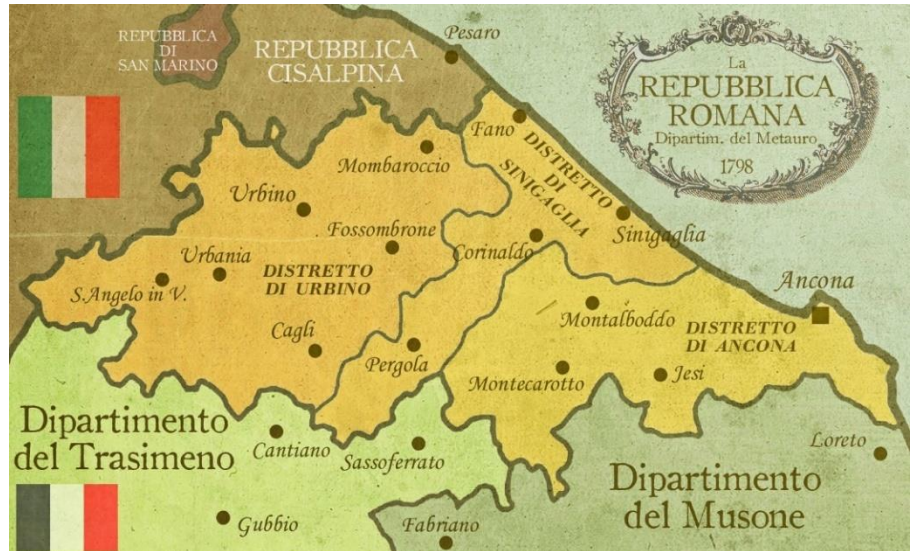 Pesaro
REPUBBLICA
DI
SAN MARINO
REPUBBLICA
CISALPINA
La
REPUBBLICA
ROMANA
Dipartim. del Metauro
1798
Fano
DISTRETTO
DI
SINIGAGLIA
Mombaroccio
Urbino
Fossombrone
Sinigaglia
Corinaldo
Urbania
S.Angelo in V.
DISTRETTO
DI URBINO
Ancona
Montalboddo
DISTRETTO
DI ANCONA
Cagli
Pergola
Montecarotto
Jesi
Dipartimento
del Trasimeno
Cantiano
Sassoferrato
Loreto
Dipartimento
del Musone
Gubbio
Fabriano